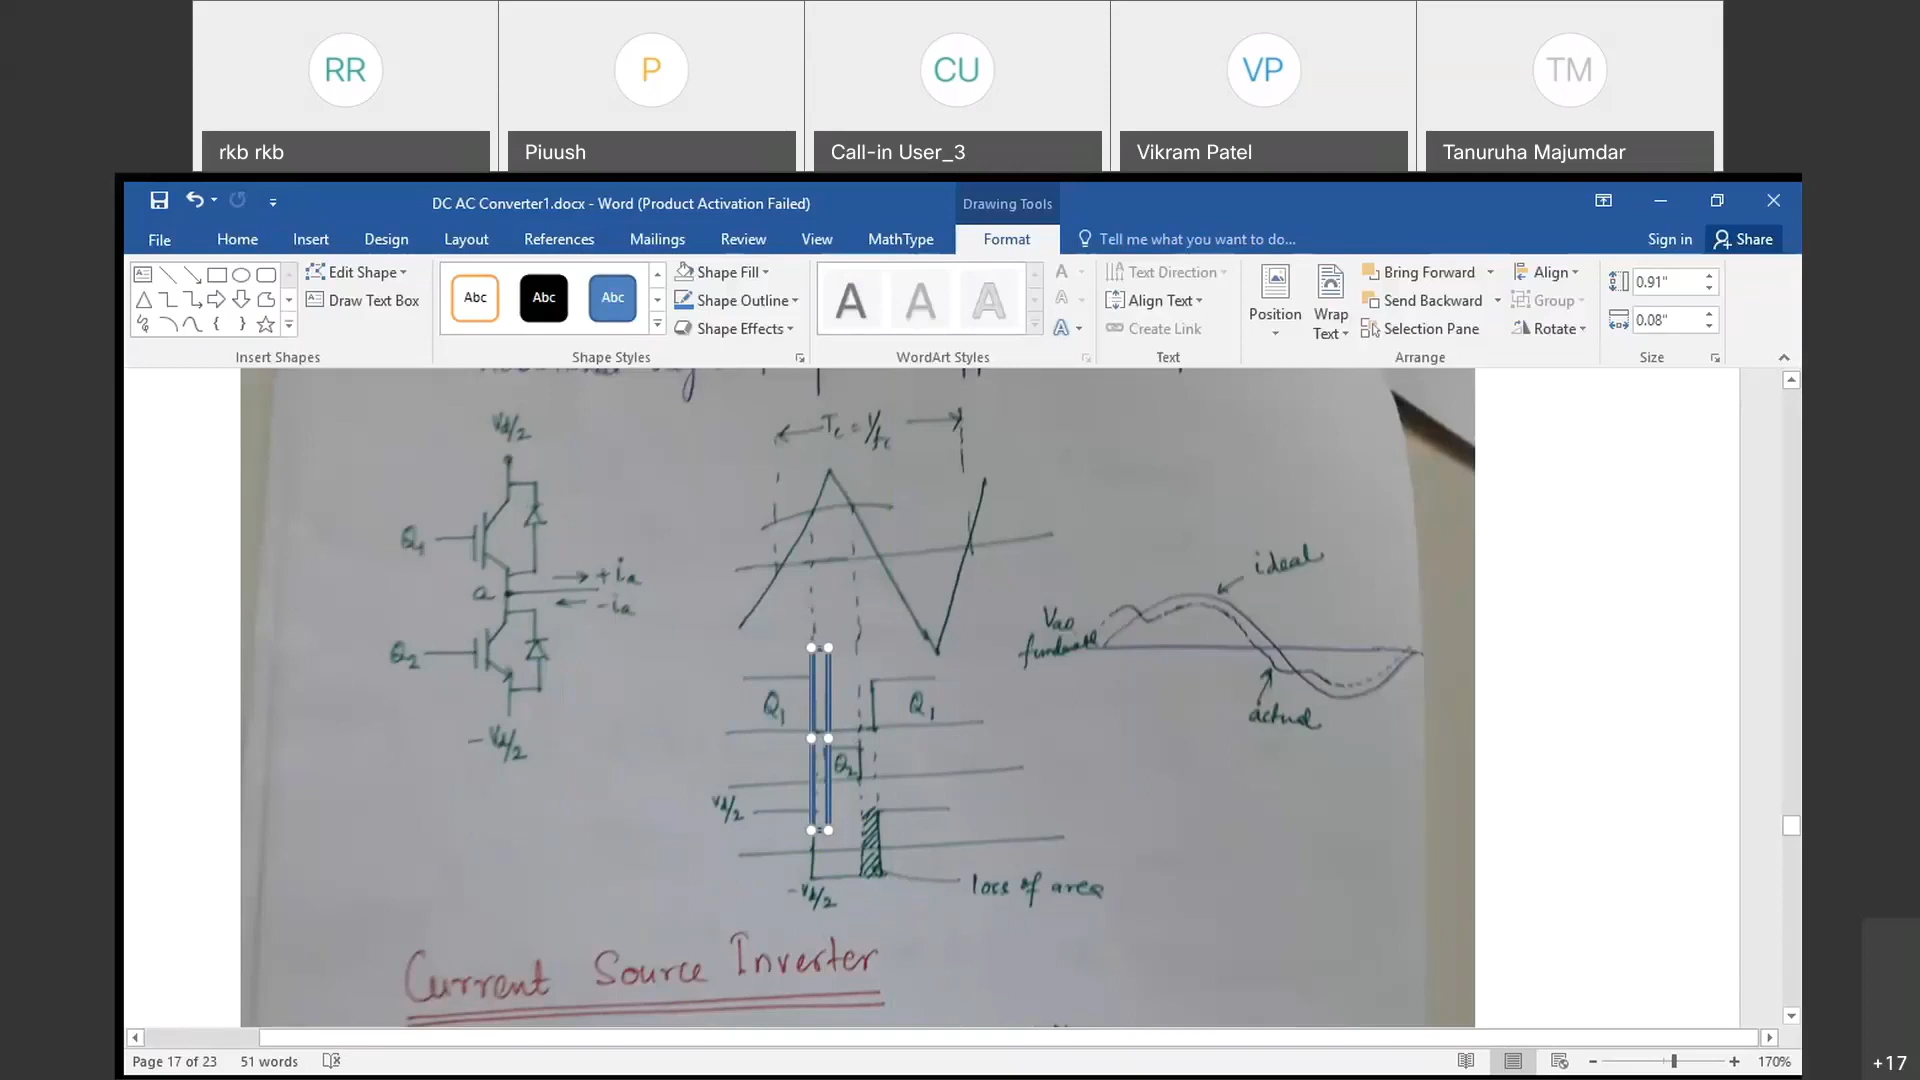 RR
P
CU
VP
TM
rkb rkb
Piuush
Call-in User_3
Vikram Patel
Tanuruha Majumdar
DC AC Converter1.docx - Word (Product Activation Failed)
Drawing Tools
File
Home
Insert
Design
Layout
References
Mailings
Review
View
MathType
Format
Tell me what you want to do...
Sign in
Share
Edit Shape
Draw Text Box
Insert Shapes
Abc
Abc
Abc
Shape Fill
Shape Outline
Shape Effects
Shape Styles
A
A
A
WordArt Styles
Text Direction
Align Text
Create Link
Text
Position
Wrap
Text
Bring Forward
Send Backward
Selection Pane
Align
Group
Rotate
Arrange
0.91"
0.08"
Size
Vd/2
Tc = 1/fc
Q1
+ia
a
-ia
Q2
-Vd/2
ideal
Vao
actual
Q1
Q1
Q2
Vd/2
-Vd/2
loss of area
Current Source Inverter
Page 17 of 23
51 words
170%
+17